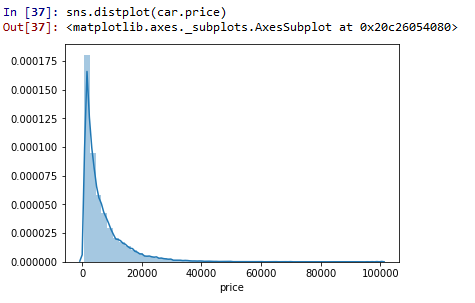 In [37]: sns.distplot(car.price)
Out[37]: <matplotlib.axes._subplots.AxesSubplot at 0x20c26054080>
0.000175
0.000150
0.000125
0.000100
0.000075
0.000050
0.000025
0.000000
0 20000 40000 60000 80000 100000
price